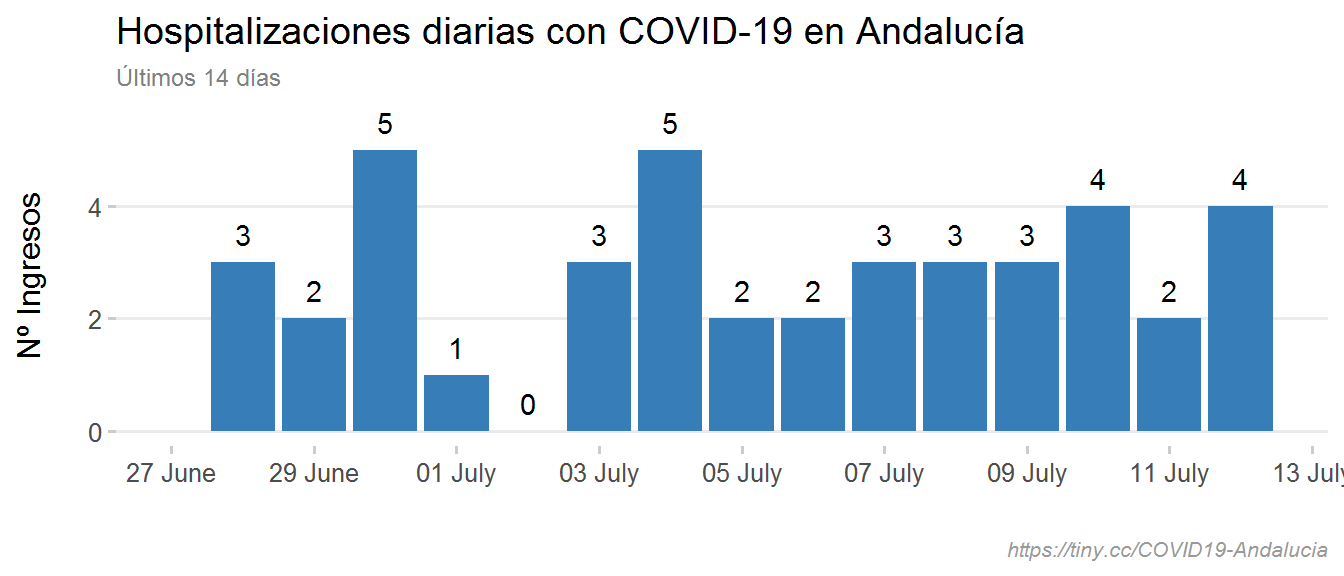 Hospitalizaciones diarias con COVID-19 en Andalucía
Últimos 14 días
Nº Ingresos
4
2
0
3
2
5
1
0
3
5
2
2
3
3
3
4
2
4
27 June
29 June
01 July
03 July
05 July
07 July
09 July
11 July
13 July
https://tiny.cc/COVID19-Andalucia